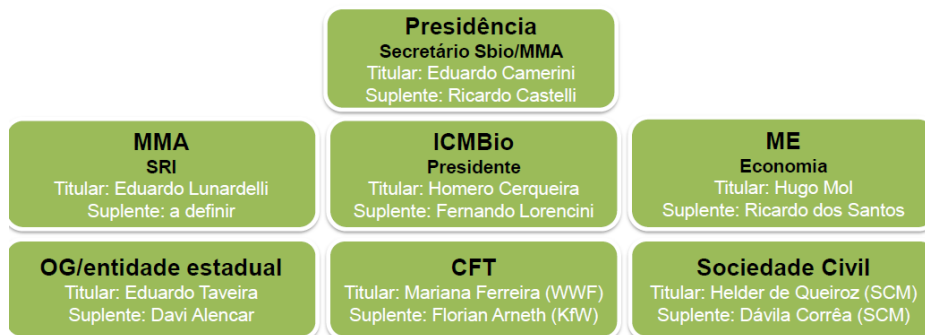 Presidência
Secretário Sbio/MMA
Titular: Eduardo Camerini
Suplente: Ricardo Castelli
MMA
SRI
Titular: Eduardo Lunardelli
Suplente: a definir
ICMBio
Presidente
Titular: Homero Cerqueira
Suplente: Fernando Lorencini
ME
Economia
Titular: Hugo Mol
Suplente: Ricardo dos Santos
OG/entidade estadual
Titular: Eduardo Taveira
Suplente: Davi Alencar
CFT
Titular: Mariana Ferreira (WWF)
Suplente: Florian Arneth (KfW)
Sociedade Civil
Titular: Helder de Queiroz (SCM)
Suplente: Dávila Corrêa (SCM)